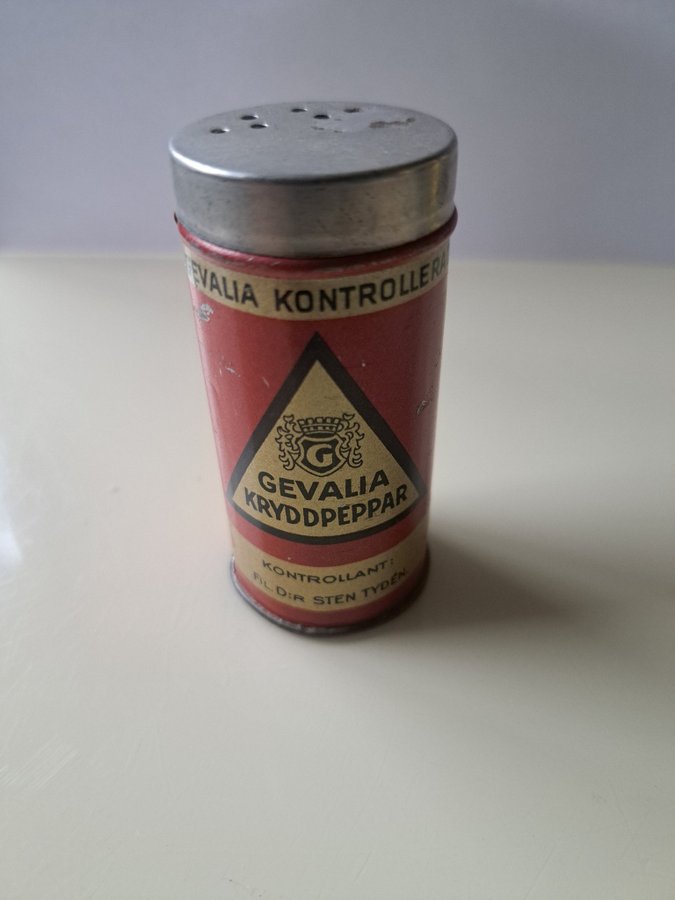 GEVALIA KONTROLLERA
G
GEVALIA
KRYDDPEPPAR
KONTROLLANT:
FIL. D:R STEN TYDÉN